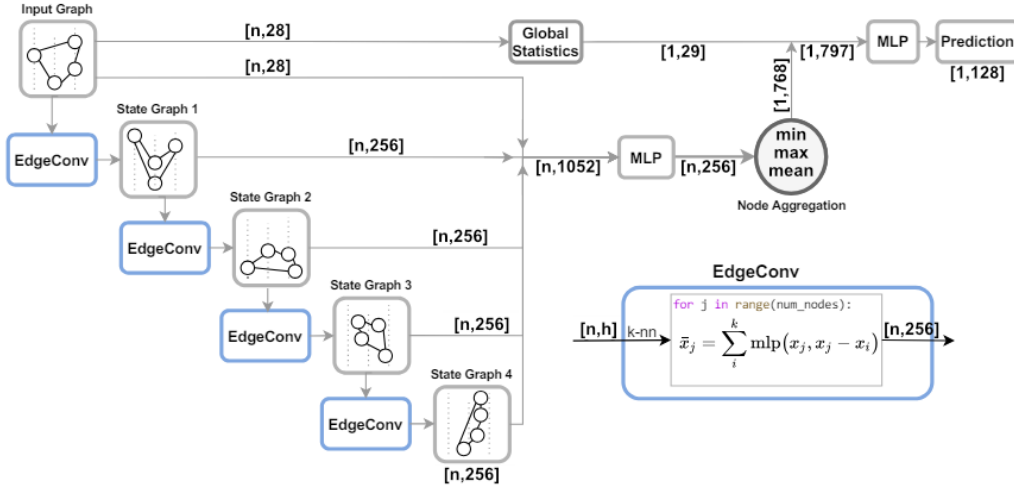 Input Graph
[n,28]
Global
Statistics
[1,29]
[1,797]
MLP
Prediction
[1,128]
[n,28]
[1,768]
State Graph 1
EdgeConv
[n,256]
[n,1052]
MLP
[n,256]
min
max
mean
Node Aggregation
State Graph 2
EdgeConv
[n,256]
State Graph 3
EdgeConv
[n,256]
State Graph 4
EdgeConv
[n,256]
EdgeConv
for j in range(num_nodes):
[n,h]
k-nn
x̄_j = ∑_i^k mlp(x_j, x_j − x_i)
[n,256]